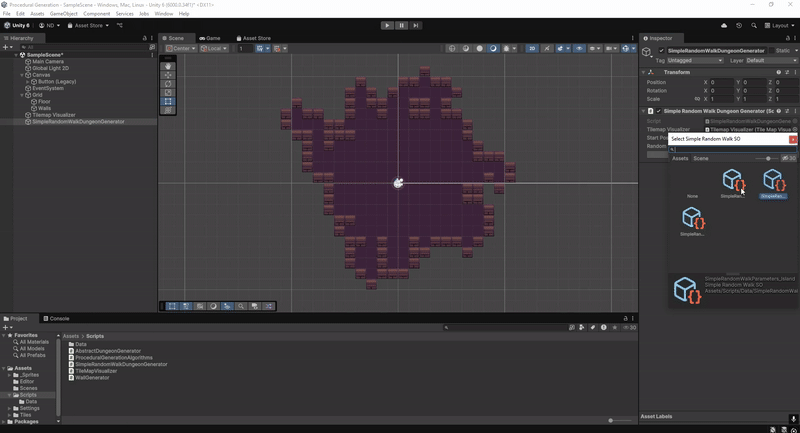 Procedural-Generation - SampleScene - Windows, Mac, Linux - Unity 6 (6000.0.34f1)* <DX11>
File Edit Assets GameObject Component Services Jobs Window Help
Unity 6 ND Asset Store Layout
Hierarchy
All
SampleScene*
Main Camera
Global Light 2D
Canvas
Button (Legacy)
EventSystem
Grid
Floor
Walls
Tilemap Visualizer
SimpleRandomWalkDungeonGenerator
Scene Game Asset Store
Center Local 1 2D
Inspector
SimpleRandomWalkDungeonGenerator Static
Tag Untagged Layer Default
Transform
Position X 0 Y 0 Z 0
Rotation X 0 Y 0 Z 0
Scale X 1 Y 1 Z 1
Simple Random Walk Dungeon Generator (Sc
Script SimpleRandomWalkDungeonGene
Tilemap Visualizer Tilemap Visualizer (Tile Map Visua
Start Po
Random
Select Simple Random Walk SO
Assets Scene 30
None SimpleRan... SimpleRan...
SimpleRan...
SimpleRandomWalkParameters_Island
Simple Random Walk SO
Assets/Scripts/Data/SimpleRandomWal
Project Console
30
Favorites
All Materials
All Models
All Prefabs
Assets
_Sprites
Editor
Scenes
Scripts
Data
Settings
Tiles
Packages
Assets > Scripts
Data
AbstractDungeonGenerator
ProceduralGenerationAlgorithms
SimpleRandomWalkDungeonGenerator
TileMapVisualizer
WallGenerator
Asset Labels